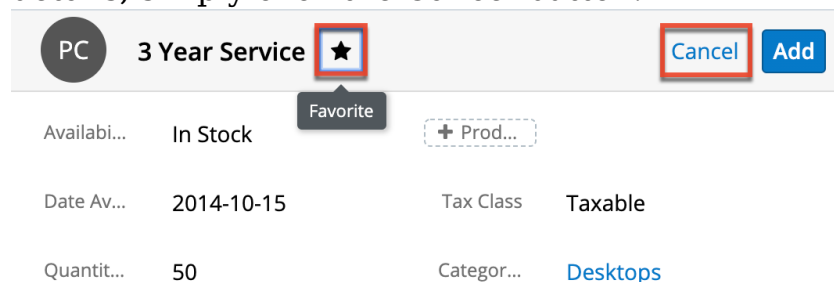 PC 3 Year Service Cancel Add
Favorite
Availabi... In Stock + Prod...
Date Av... 2014-10-15 Tax Class Taxable
Quantit... 50 Categor... Desktops